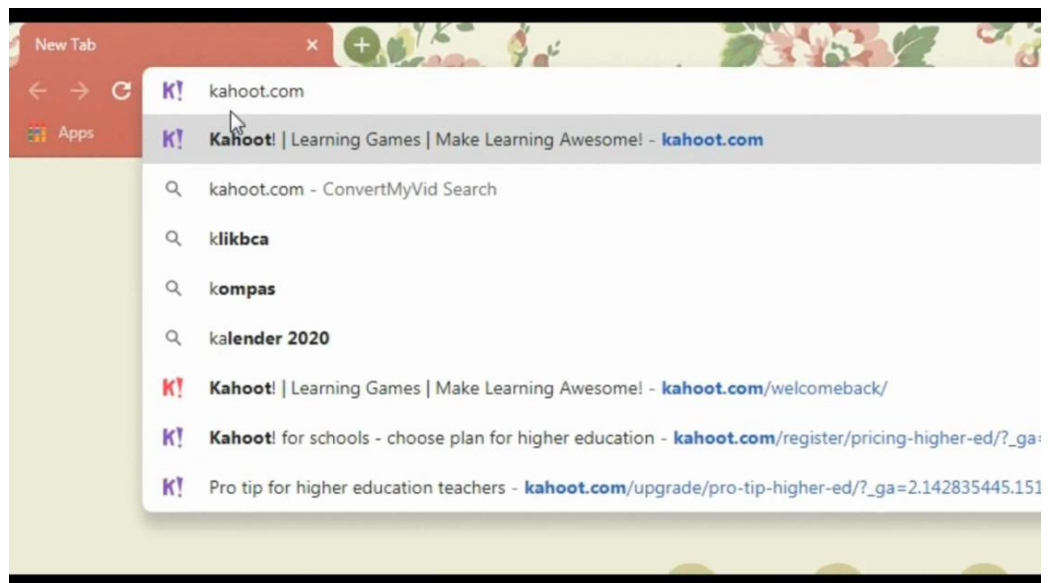 New Tab
K! kahoot.com
Apps
K! Kahoot! | Learning Games | Make Learning Awesome! - kahoot.com
kahoot.com - ConvertMyVid Search
klikbca
kompas
kalender 2020
K! Kahoot! | Learning Games | Make Learning Awesome! - kahoot.com/welcomeback/
K! Kahoot! for schools - choose plan for higher education - kahoot.com/register/pricing-higher-ed/?_ga=
K! Pro tip for higher education teachers - kahoot.com/upgrade/pro-tip-higher-ed/?_ga=2.142835445.151